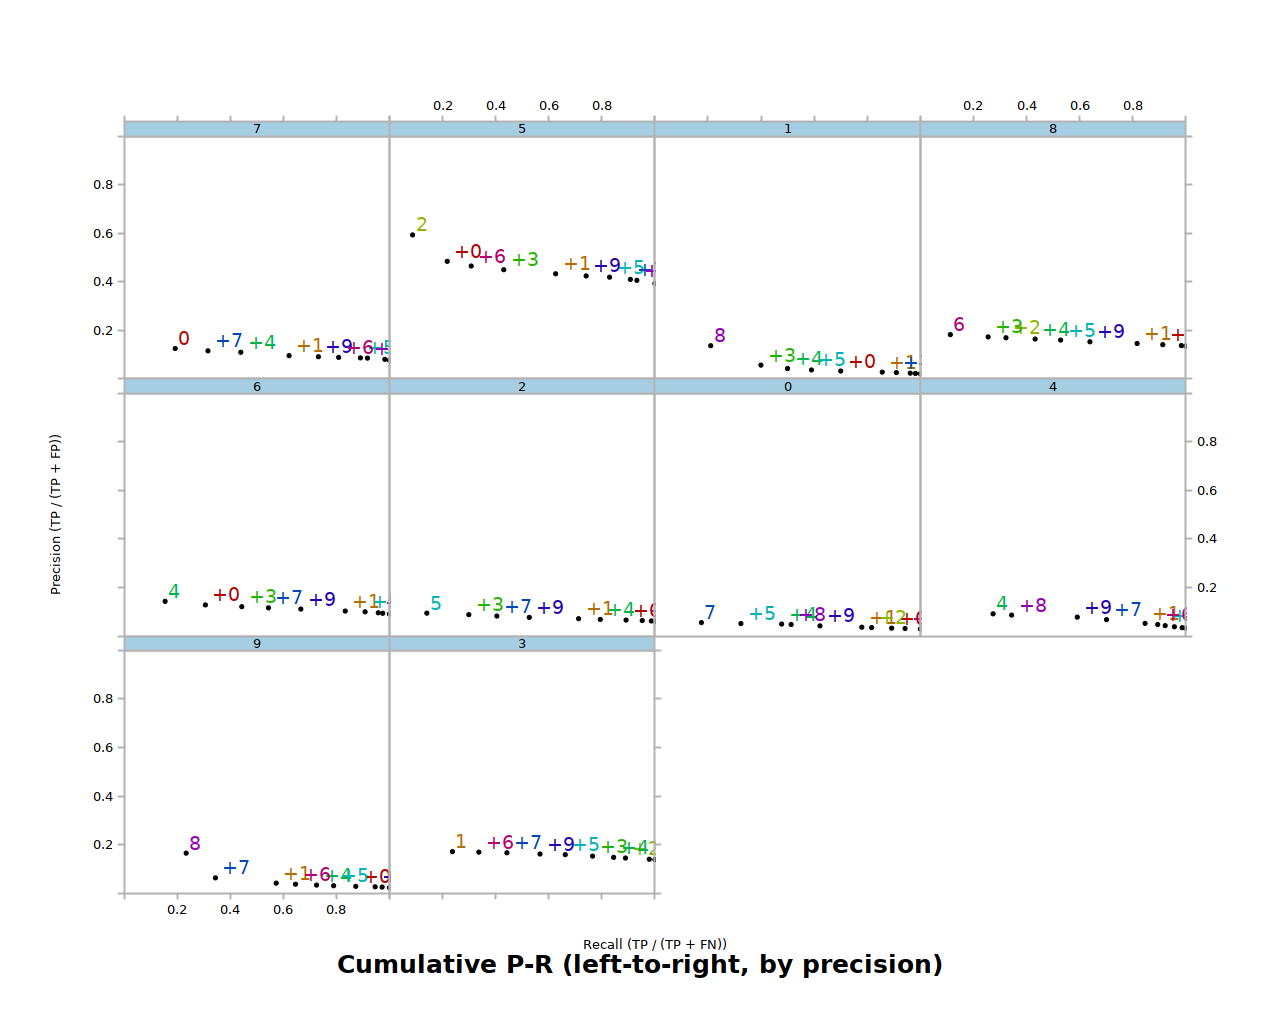 0.2 0.4 0.6 0.8 0.2 0.4 0.6 0.8
7 5 1 8
0.8
0.6
0.4
0.2
2 +0 +6 +3 +1 +9 +5
0 +7 +4 +1 +9 +6
8 +3 +4 +5 +0 +1
6 +3 +2 +4 +5 +9 +1
6 2 0 4
0.8
0.6
0.4
0.2
4 +0 +3 +7 +9 +1
5 +3 +7 +9 +1 +4
7 +5 +4 +8 +9 +1 +2
4 +8 +9 +7
9 3
0.8
0.6
0.4
0.2
8 +7 +1 +6 +4 +5 +0
1 +6 +7 +9 +5 +3 +4
0.2 0.4 0.6 0.8
Precision (TP / (TP + FP))
Recall (TP / (TP + FN))
Cumulative P-R (left-to-right, by precision)